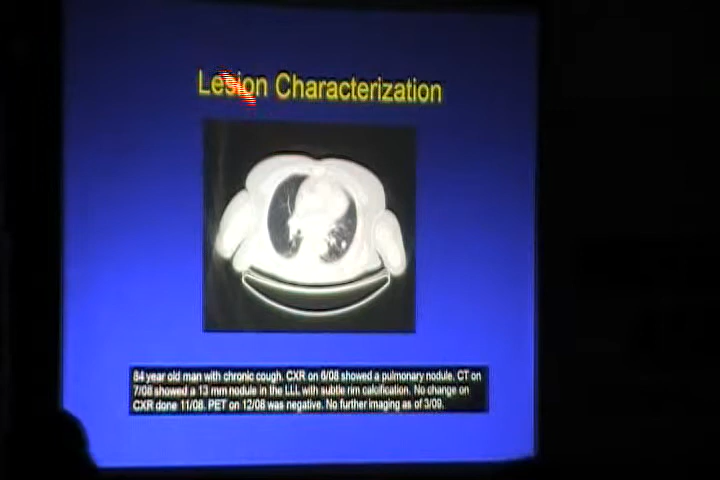 Lesion Characterization
84 year old man with chronic cough. CXR on 6/08 showed a pulmonary nodule. CT on
7/08 showed a 13 mm nodule in the LLL with subtle rim calcification. No change on
CXR done 11/08. PET on 12/08 was negative. No further imaging as of 3/09.